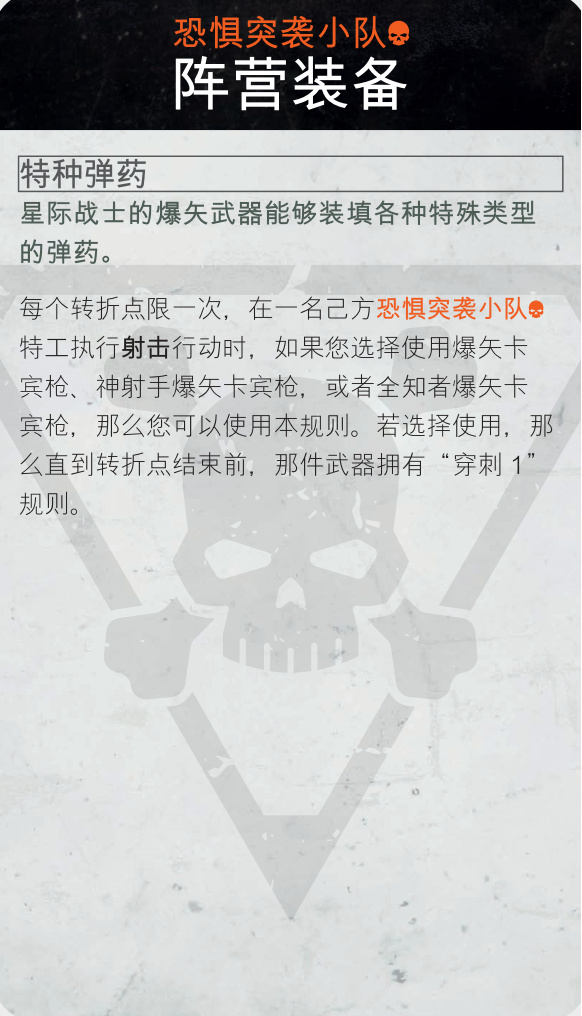 恐惧突袭小队
阵营装备
特种弹药
星际战士的爆矢武器能够装填各种特殊类型
的弹药。
每个转折点限一次，在一名己方恐惧突袭小队
特工执行射击行动时，如果您选择使用爆矢卡
宾枪、神射手爆矢卡宾枪，或者全知者爆矢卡
宾枪，那么您可以使用本规则。若选择使用，那
么直到转折点结束前，那件武器拥有“穿刺 1”
规则。